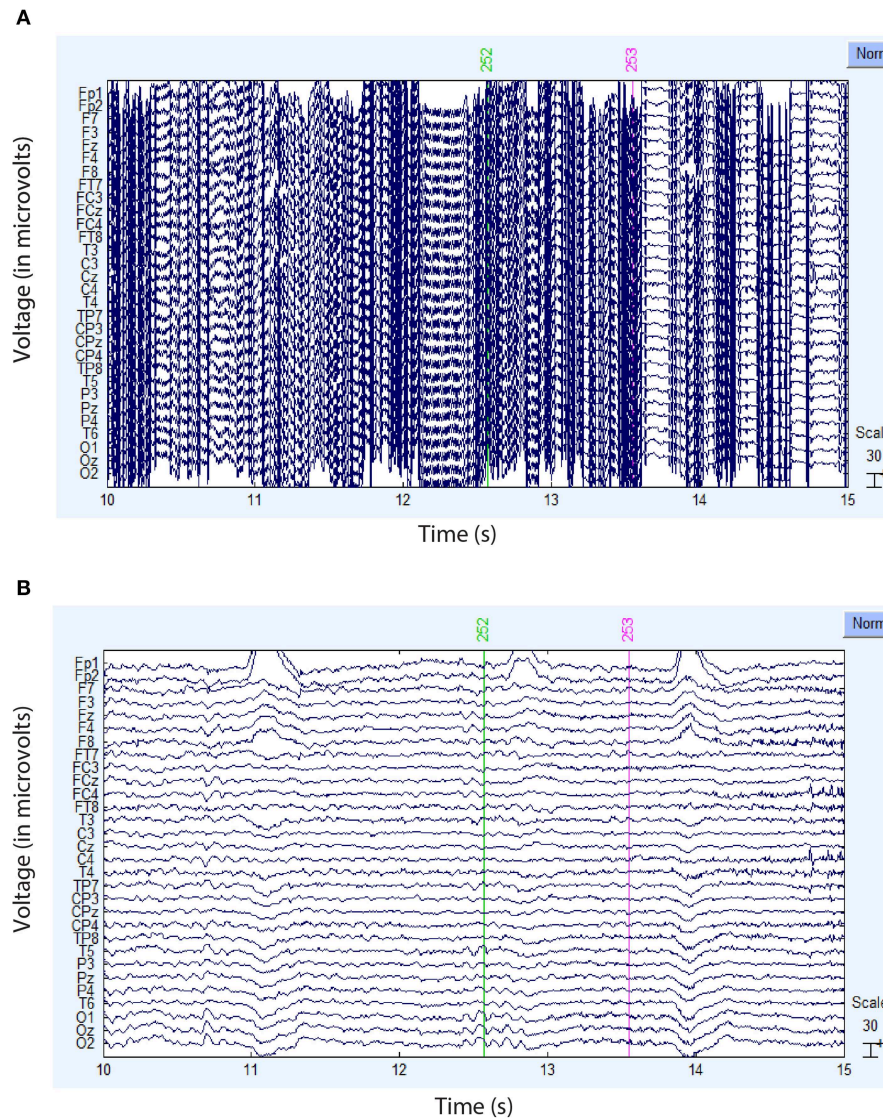 A
252
253
Norm
Voltage (in microvolts)
Fp1
Fp2
F7
F3
Fz
F4
F8
FT7
FC3
FCz
FC4
FT8
T3
C3
Cz
C4
T4
TP7
CP3
CPz
CP4
TP8
T5
P3
Pz
P4
T6
O1
Oz
O2
Scal
30
10 11 12 13 14 15
Time (s)
B
252
253
Norm
Voltage (in microvolts)
Fp1
Fp2
F7
F3
Fz
F4
F8
FT7
FC3
FCz
FC4
FT8
T3
C3
Cz
C4
T4
TP7
CP3
CPz
CP4
TP8
T5
P3
Pz
P4
T6
O1
Oz
O2
Scale
30
10 11 12 13 14 15
Time (s)